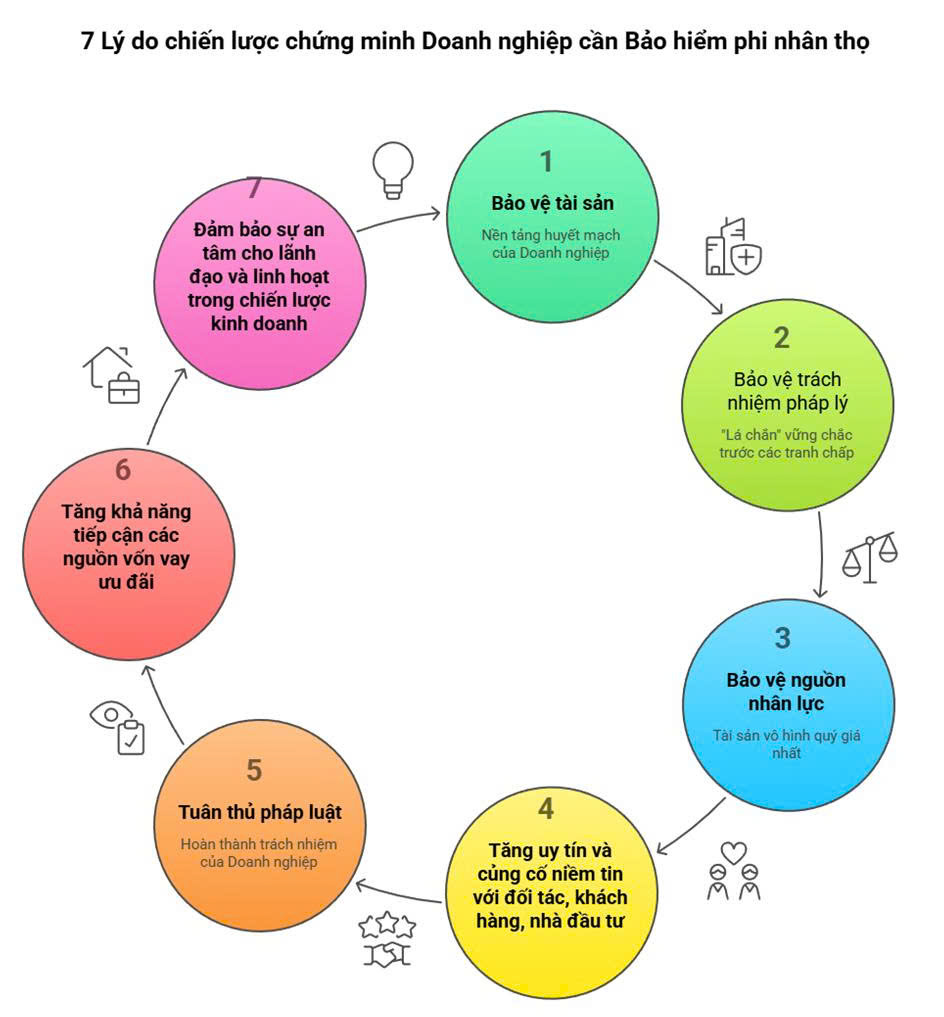 7 Lý do chiến lược chứng minh Doanh nghiệp cần Bảo hiểm phi nhân thọ
1
Bảo vệ tài sản
Nền tảng huyết mạch
của Doanh nghiệp
2
Bảo vệ trách
nhiệm pháp lý
"Lá chắn" vững chắc
trước các tranh chấp
3
Bảo vệ nguồn
nhân lực
Tài sản vô hình quý giá
nhất
4
Tăng uy tín và
củng cố niềm tin
với đối tác, khách
hàng, nhà đầu tư
5
Tuân thủ pháp luật
Hoàn thành trách nhiệm
của Doanh nghiệp
6
Tăng khả năng
tiếp cận các
nguồn vốn vay
ưu đãi
7
Đảm bảo sự an
tâm cho lãnh
đạo và linh hoạt
trong chiến lược
kinh doanh